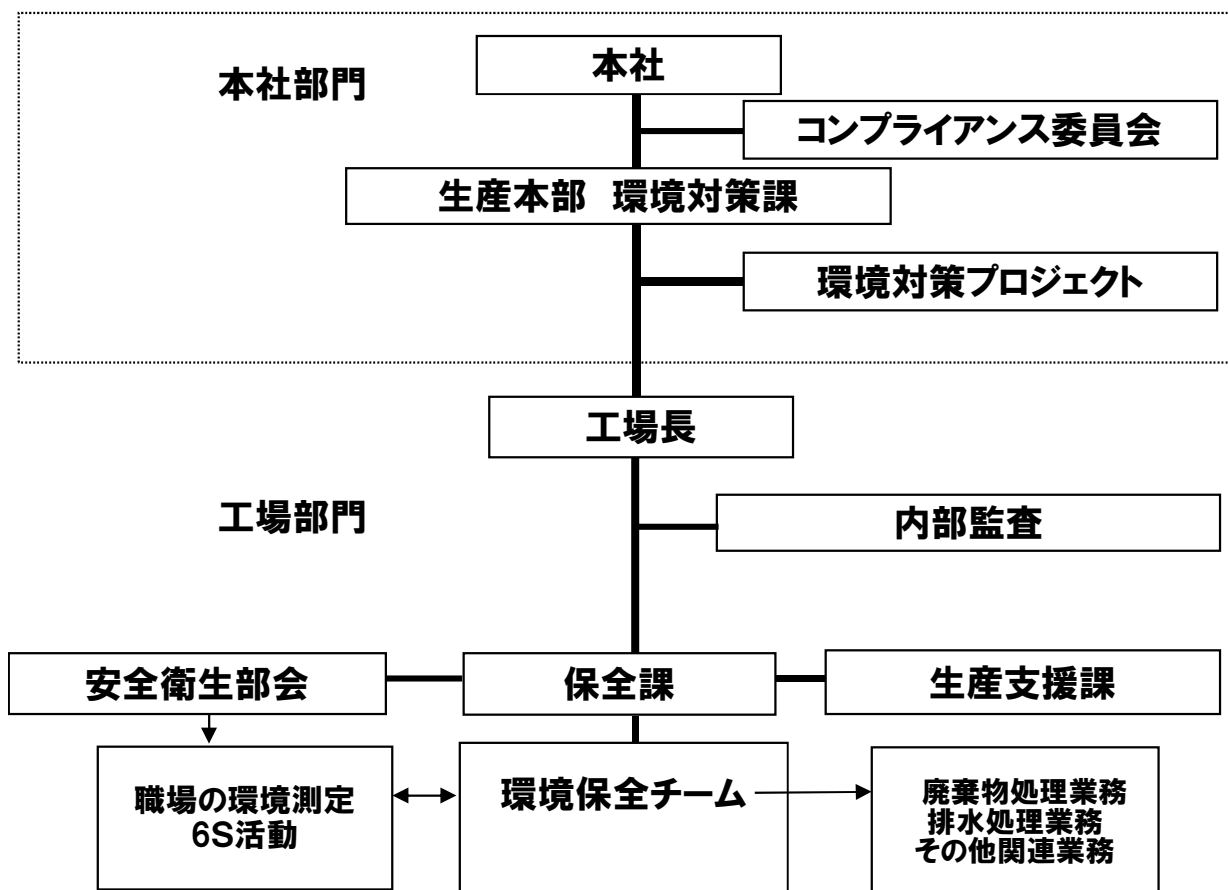 本社
本社部門
コンプライアンス委員会
生産本部 環境対策課
環境対策プロジェクト
工場長
工場部門
内部監査
安全衛生部会
保全課
生産支援課
職場の環境測定
6S活動
環境保全チーム
廃棄物処理業務
排水処理業務
その他関連業務